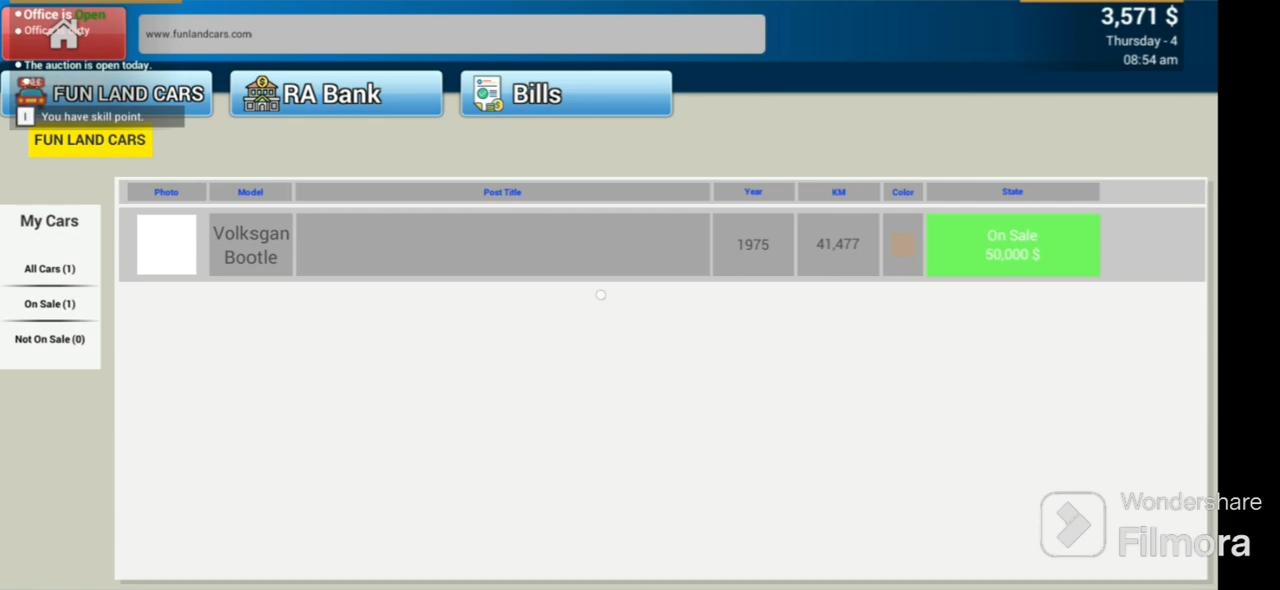 Office is Open
Office is
www.funlandcars.com
3,571 $
Thursday - 4
08:54 am
The auction is open today.
FUN LAND CARS
RA Bank
Bills
I
You have skill point.
FUN LAND CARS
Photo
Model
Post Title
Year
KM
Color
State
My Cars
All Cars (1)
On Sale (1)
Not On Sale (0)
Volksgan
Bootle
1975
41,477
On Sale
50,000 $
Wondershare
Filmora